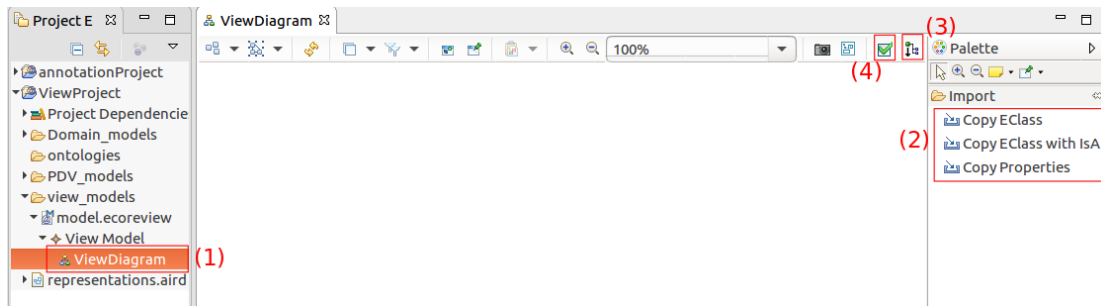 Project E
ViewDiagram
(3)
100%
(4)
Palette
annotationProject
ViewProject
Import
Project Dependencie
Copy EClass
Domain_models
(2)
Copy EClass with IsA
ontologies
Copy Properties
PDV_models
view_models
model.ecoreview
View Model
ViewDiagram
(1)
representations.aird